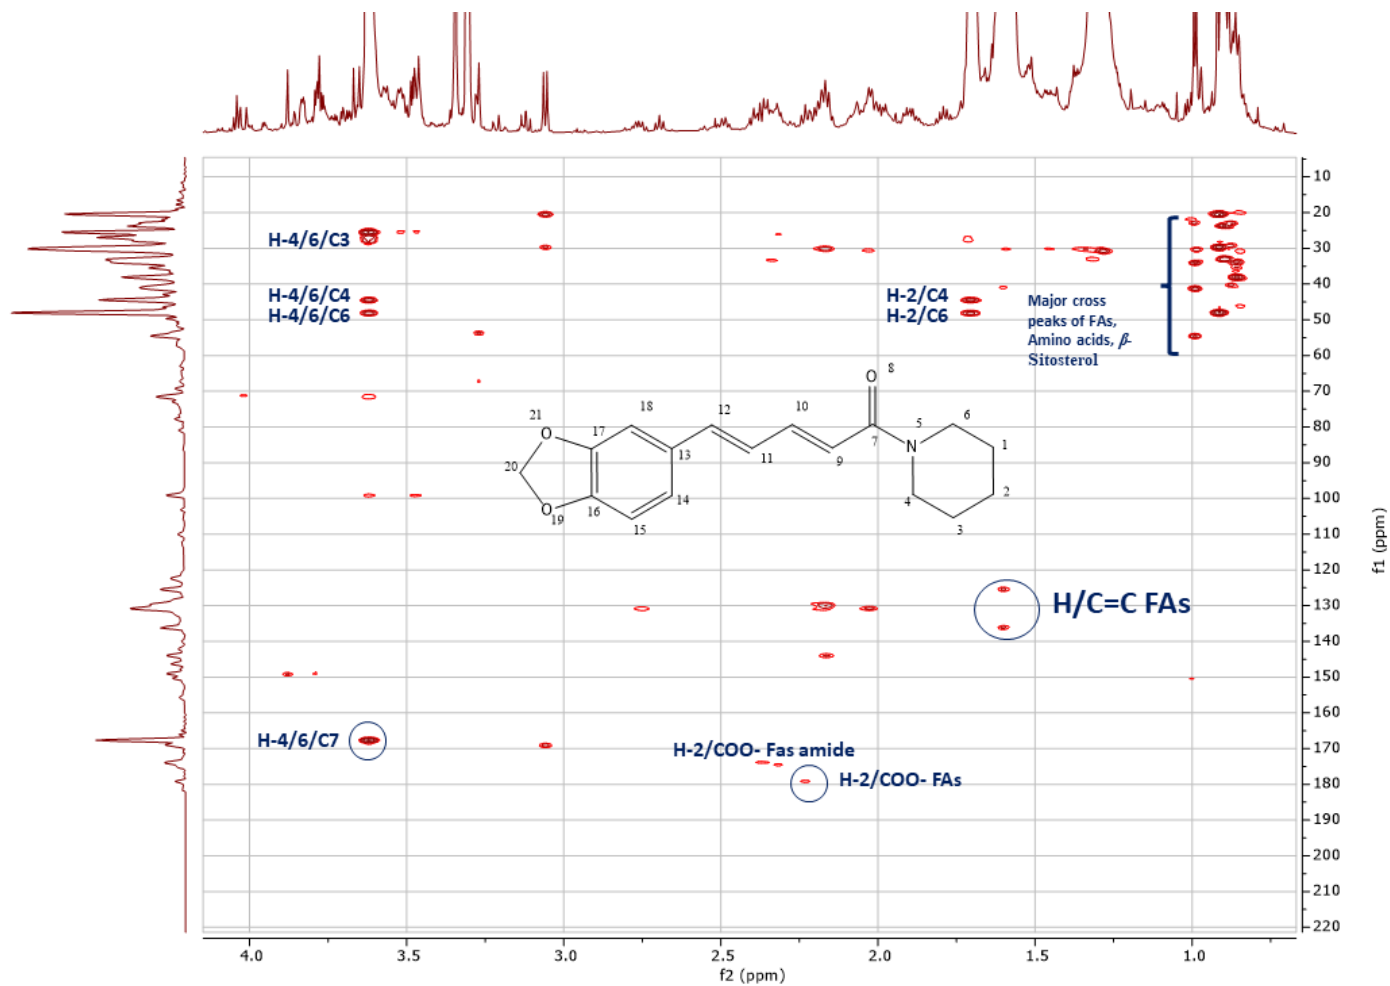 10
20
H-4/6/C3
30
H-4/6/C4
H-2/C4
40
H-4/6/C6
H-2/C6
50
Major cross
peaks of FAs,
Amino acids, β-
Sitosterol
60
70
80
90
100
110
120
130
140
150
160
170
180
190
200
210
220
8
O
21
18
12
10
O
17
7
5
6
N
1
20
13
11
9
4
2
O
19
16
14
15
3
H/C=C FAs
H-4/6/C7
H-2/COO- Fas amide
H-2/COO- FAs
f1 (ppm)
4.0
3.5
3.0
2.5
2.0
1.5
1.0
f2 (ppm)